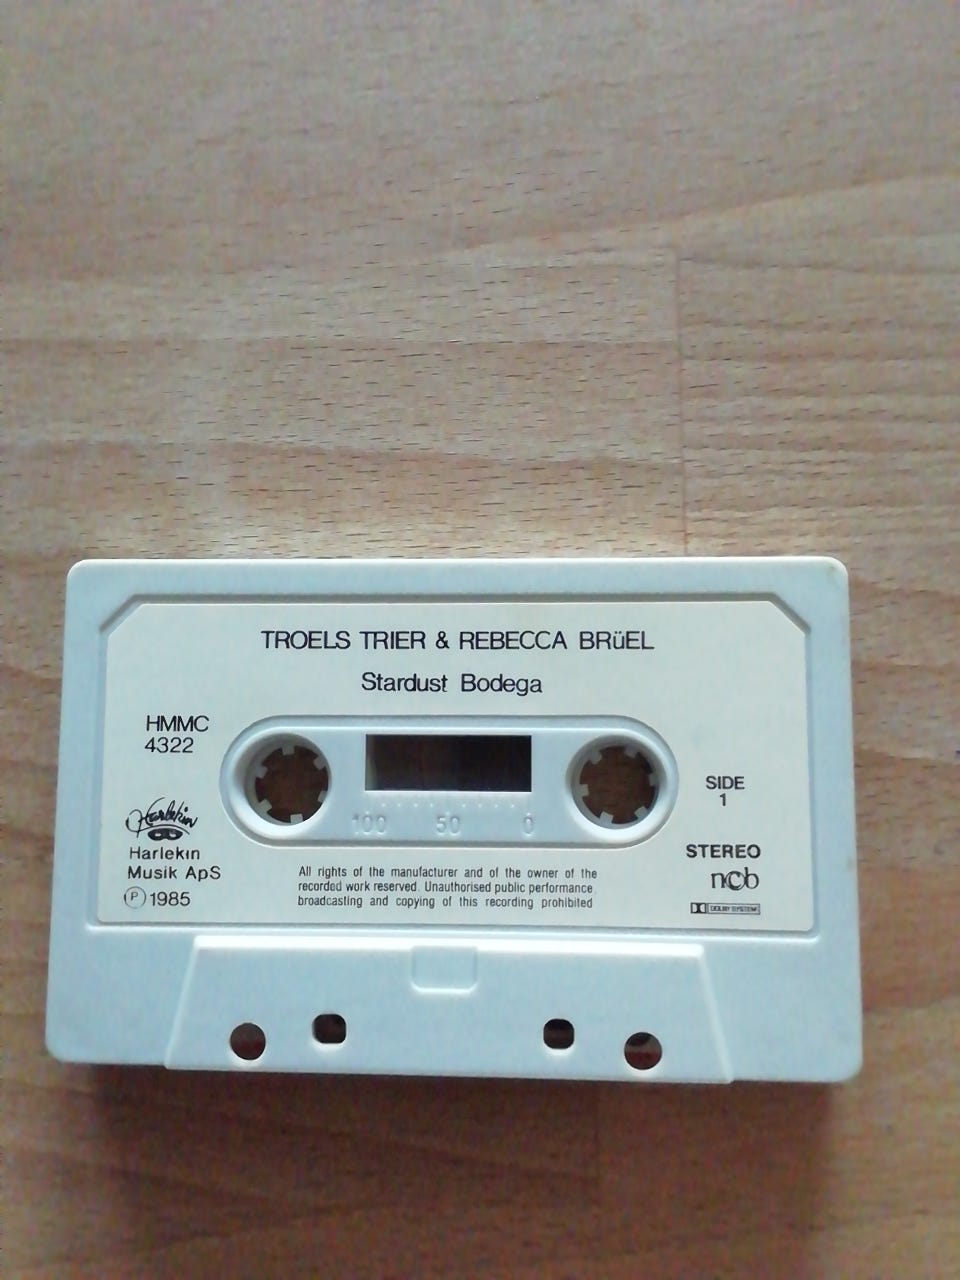 TROELS TRIER & REBECCA BRüEL
Stardust Bodega
HMMC
4322
Harlekin
Harlekin
Musik ApS
Ⓟ 1985
100 50 0
SIDE
1
STEREO
ncb
DOLBY SYSTEM
All rights of the manufacturer and of the owner of the
recorded work reserved. Unauthorised public performance,
broadcasting and copying of this recording prohibited